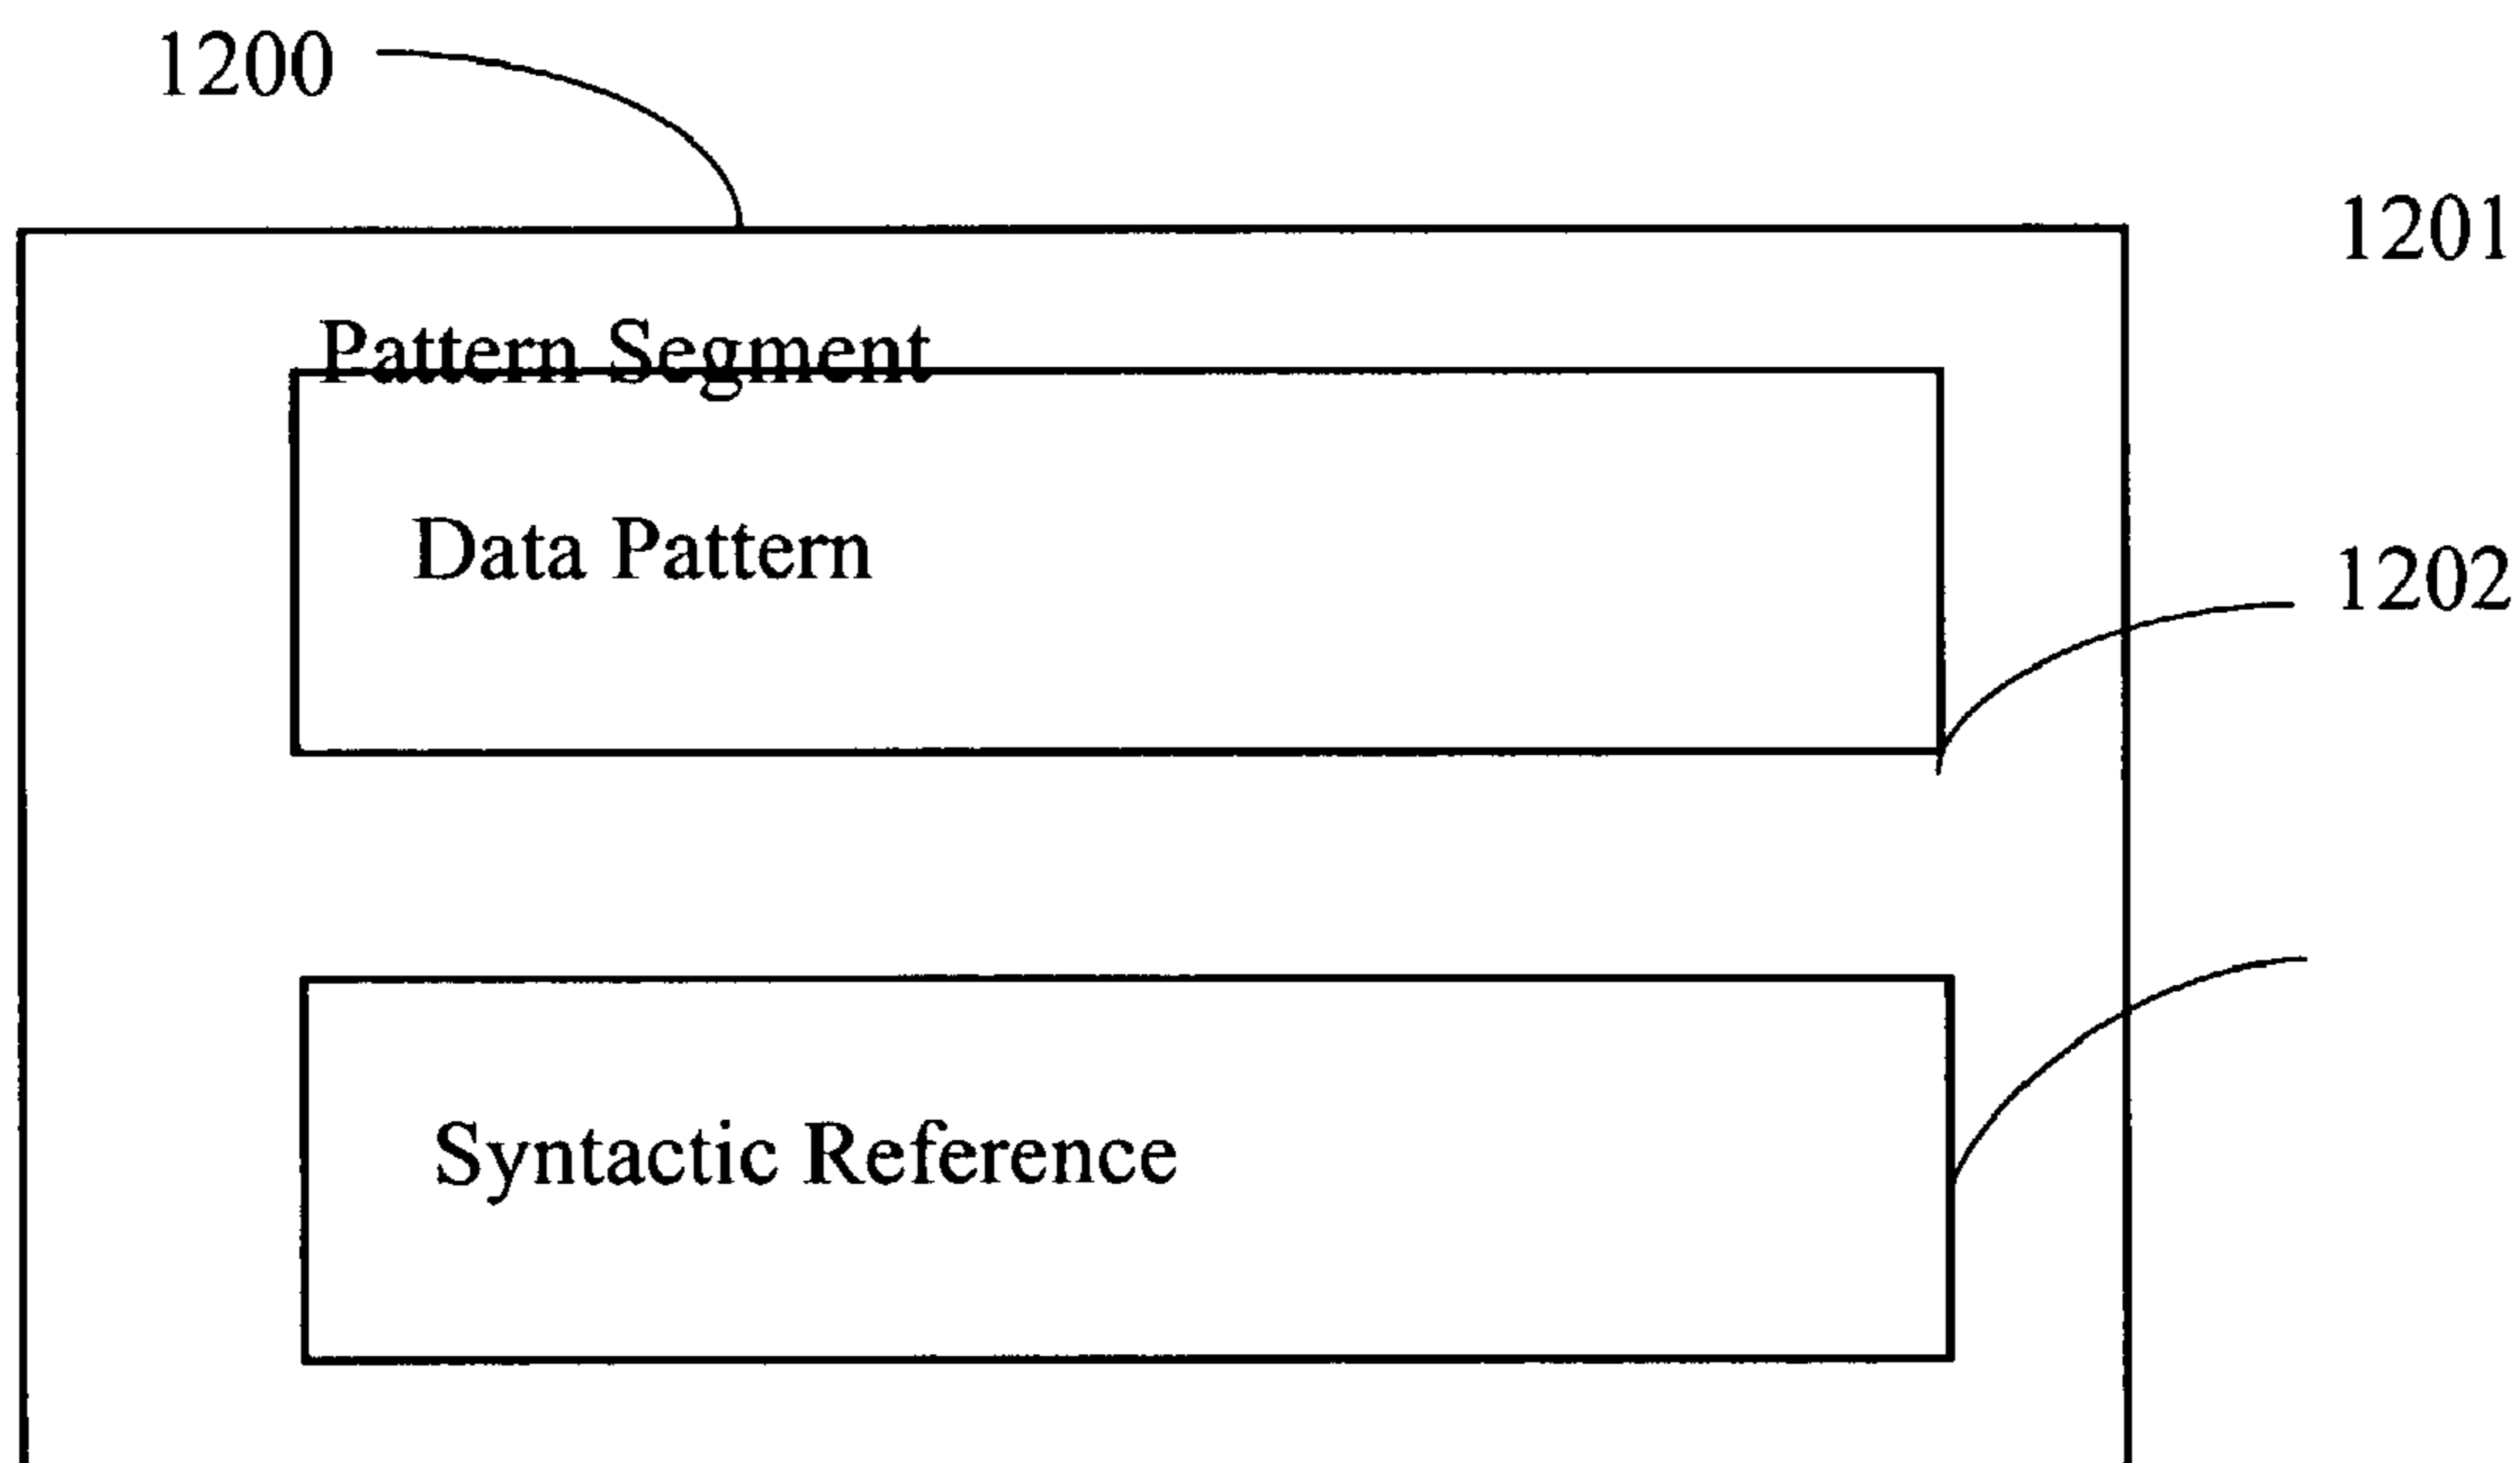 1200
1201
Pattern Segment
Data Pattern
1202
Syntactic Reference